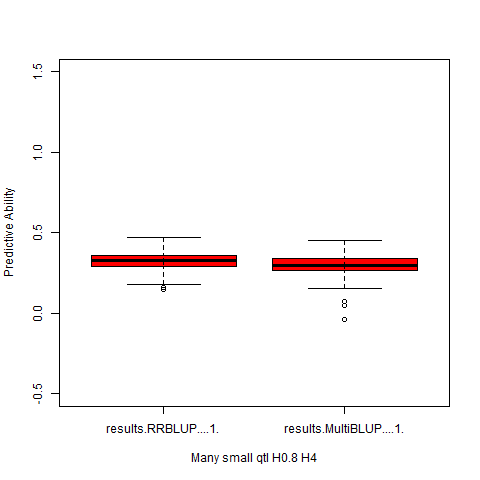 Predictive Ability
1.5
1.0
0.5
0.0
-0.5
results.RRBLUP....1.
results.MultiBLUP....1.
Many small qtl H0.8 H4